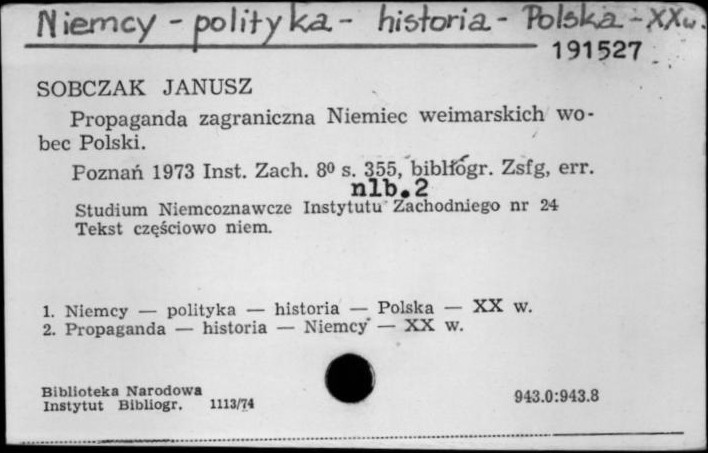 Niemcy - polityka - historia - Polska - XX w.
191527
SOBCZAK JANUSZ
Propaganda zagraniczna Niemiec weimarskich wo-
bec Polski.
Poznań 1973 Inst. Zach. 8⁰ s. 355, bibliogr. Zsfg, err.
nlb.2
Studium Niemcoznawcze Instytutu Zachodniego nr 24
Tekst częściowo niem.
1. Niemcy — polityka — historia — Polska — XX w.
2. Propaganda — historia — Niemcy — XX w.
Biblioteka Narodowa
Instytut Bibliogr. 1113/74
943.0:943.8